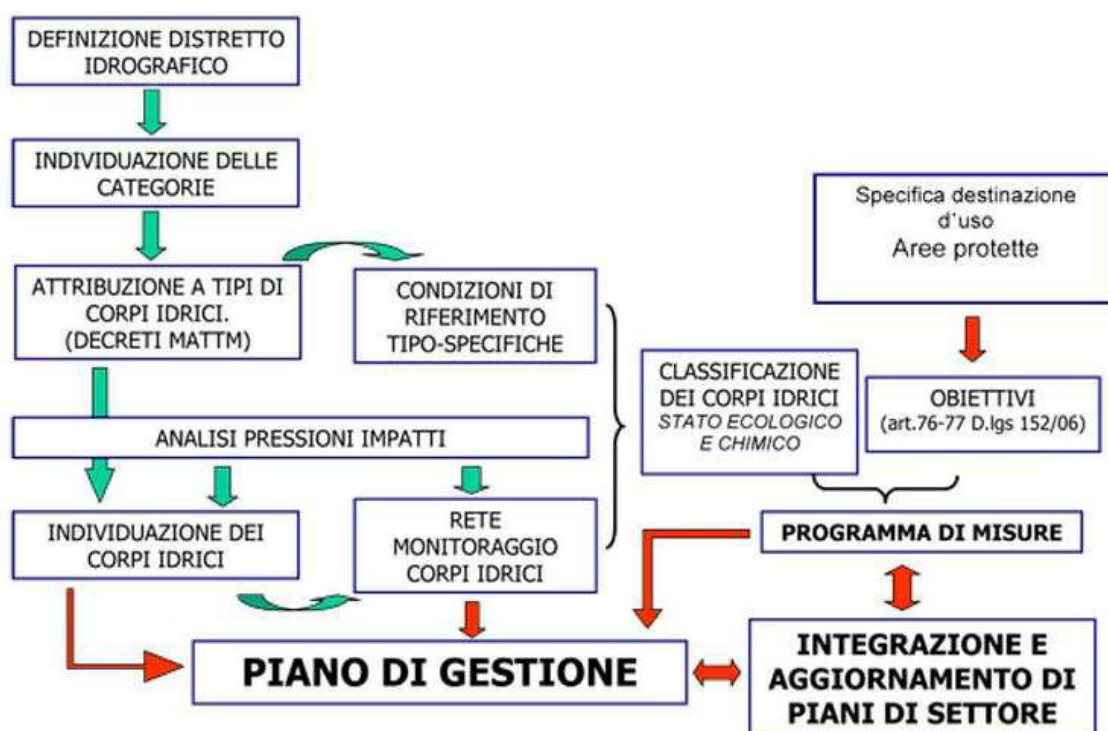 DEFINIZIONE DISTRETTO
IDROGRAFICO
INDIVIDUAZIONE DELLE
CATEGORIE
ATTRIBUZIONE A TIPI DI
CORPI IDRICI.
(DECRETI MATTM)
CONDIZIONI DI
RIFERIMENTO
TIPO-SPECIFICHE
ANALISI PRESSIONI IMPATTI
INDIVIDUAZIONE DEI
CORPI IDRICI
RETE
MONITORAGGIO
CORPI IDRICI
CLASSIFICAZIONE
DEI CORPI IDRICI
STATO ECOLOGICO
E CHIMICO
Specifica destinazione
d'uso
Aree protette
OBIETTIVI
(art.76-77 D.lgs 152/06)
PROGRAMMA DI MISURE
PIANO DI GESTIONE
INTEGRAZIONE E
AGGIORNAMENTO DI
PIANI DI SETTORE